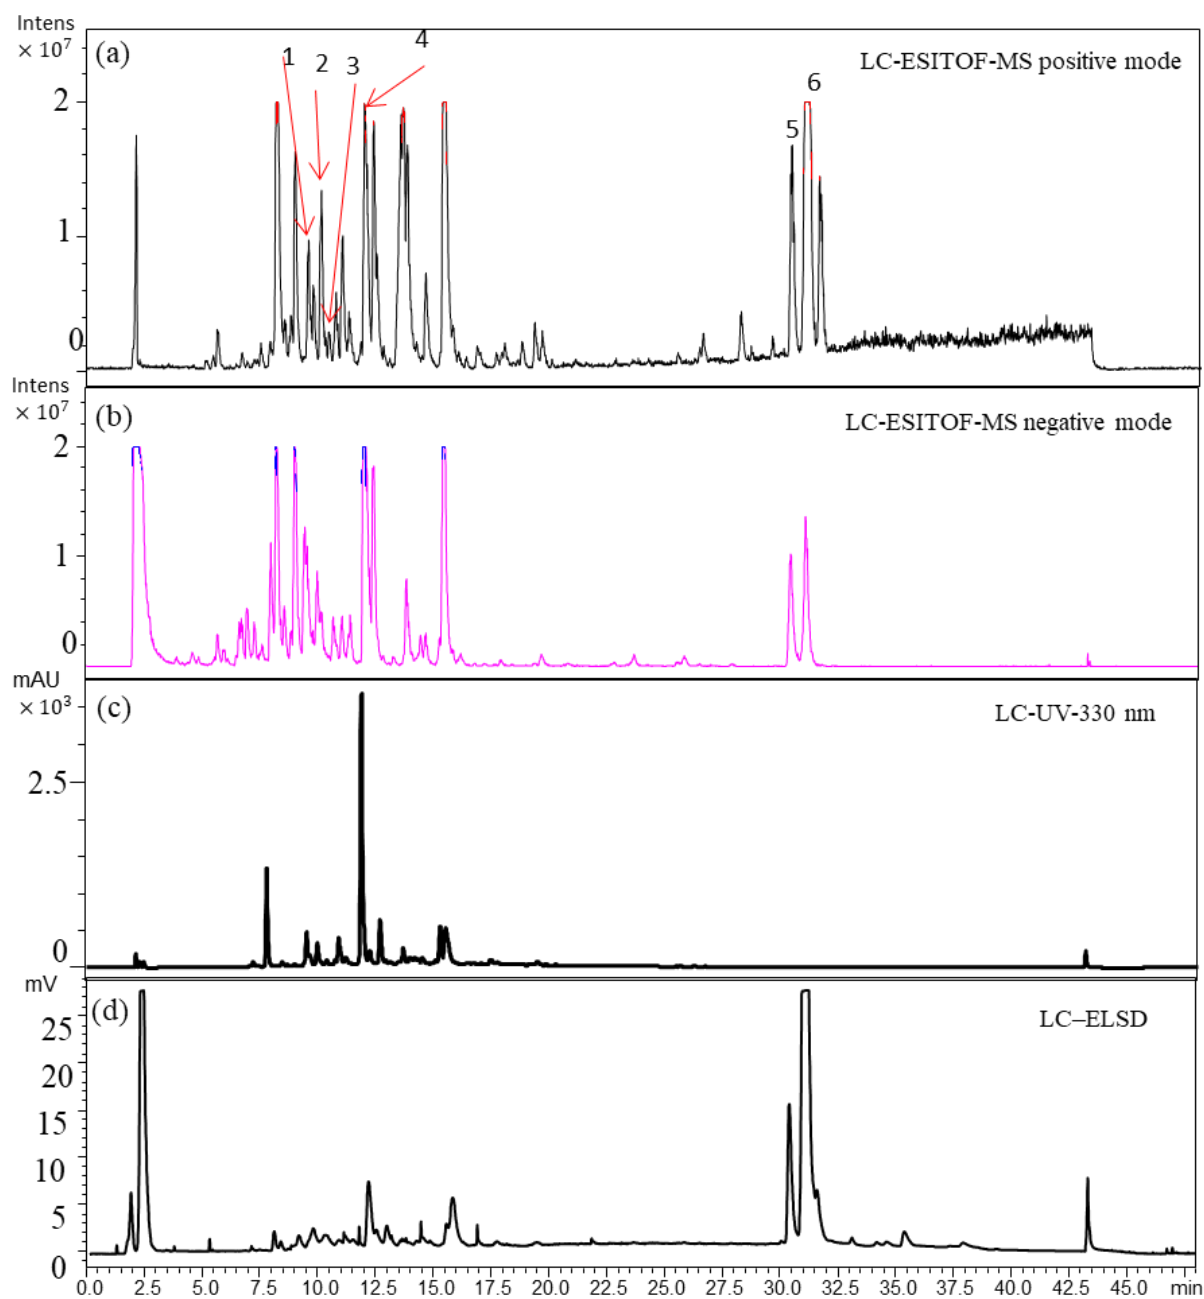 Intens
× 10⁷
(a)
1
2
3
4
LC-ESITOF-MS positive mode
6
5
2
1
0
Intens
× 10⁷
(b)
LC-ESITOF-MS negative mode
2
1
0
mAU
× 10³
(c)
LC-UV-330 nm
2.5
0
mV
(d)
LC–ELSD
25
20
15
10
5
0
0.0 2.5 5.0 7.5 10.0 12.5 15.0 17.5 20.0 22.5 25.0 27.5 30.0 32.5 35.0 37.5 40.0 42.5 45.0 min